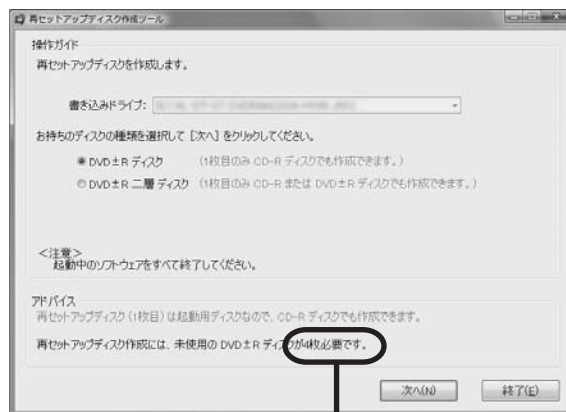 再セットアップディスク作成ツール
操作ガイド
再セットアップディスクを作成します。
書き込みドライブ:
お持ちのディスクの種類を選択して [次へ] をクリックしてください。
DVD±R ディスク (1枚目のみ CD-R ディスクでも作成できます。)
DVD±R 二層 ディスク (1枚目のみ CD-R または DVD±R ディスクでも作成できます。)
<注意>
起動中のソフトウェアをすべて終了してください。
アドバイス
再セットアップディスク (1枚目) は起動用ディスクなので、CD-R ディスクでも作成できます。
再セットアップディスク作成には、未使用の DVD±R ディスクが4枚必要です。
次へ(N) 終了(E)